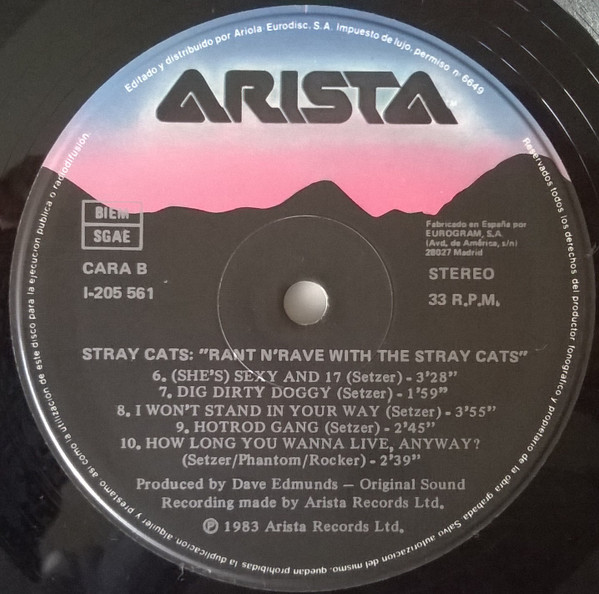 Editado y distribuido por Ariola Eurodisc. S.A. Impuesto de lujo, permiso nº 6649
ARISTA
Reservados todos los derechos del productor fonográfico y propietario de la obra grabada. Salvo autorización del mismo, quedan prohibidas la duplicación, alquiler y préstamo, así como la utilización de este disco para la ejecución pública o radiodifusión.
BIEM
SGAE
Fabricado en España por
EUROGRAM, S.A.
(Avd. de América, s/n)
28027 Madrid
CARA B
STEREO
I-205 561
33 R.P.M.
STRAY CATS: "RANT N'RAVE WITH THE STRAY CATS"
6. (SHE'S) SEXY AND 17 (Setzer) - 3'28"
7. DIG DIRTY DOGGY (Setzer) - 1'59"
8. I WON'T STAND IN YOUR WAY (Setzer) - 3'55"
9. HOTROD GANG (Setzer) - 2'45"
10. HOW LONG YOU WANNA LIVE, ANYWAY?
(Setzer/Phantom/Rocker) - 2'39"
Produced by Dave Edmunds — Original Sound
Recording made by Arista Records Ltd.
℗ 1983 Arista Records Ltd.